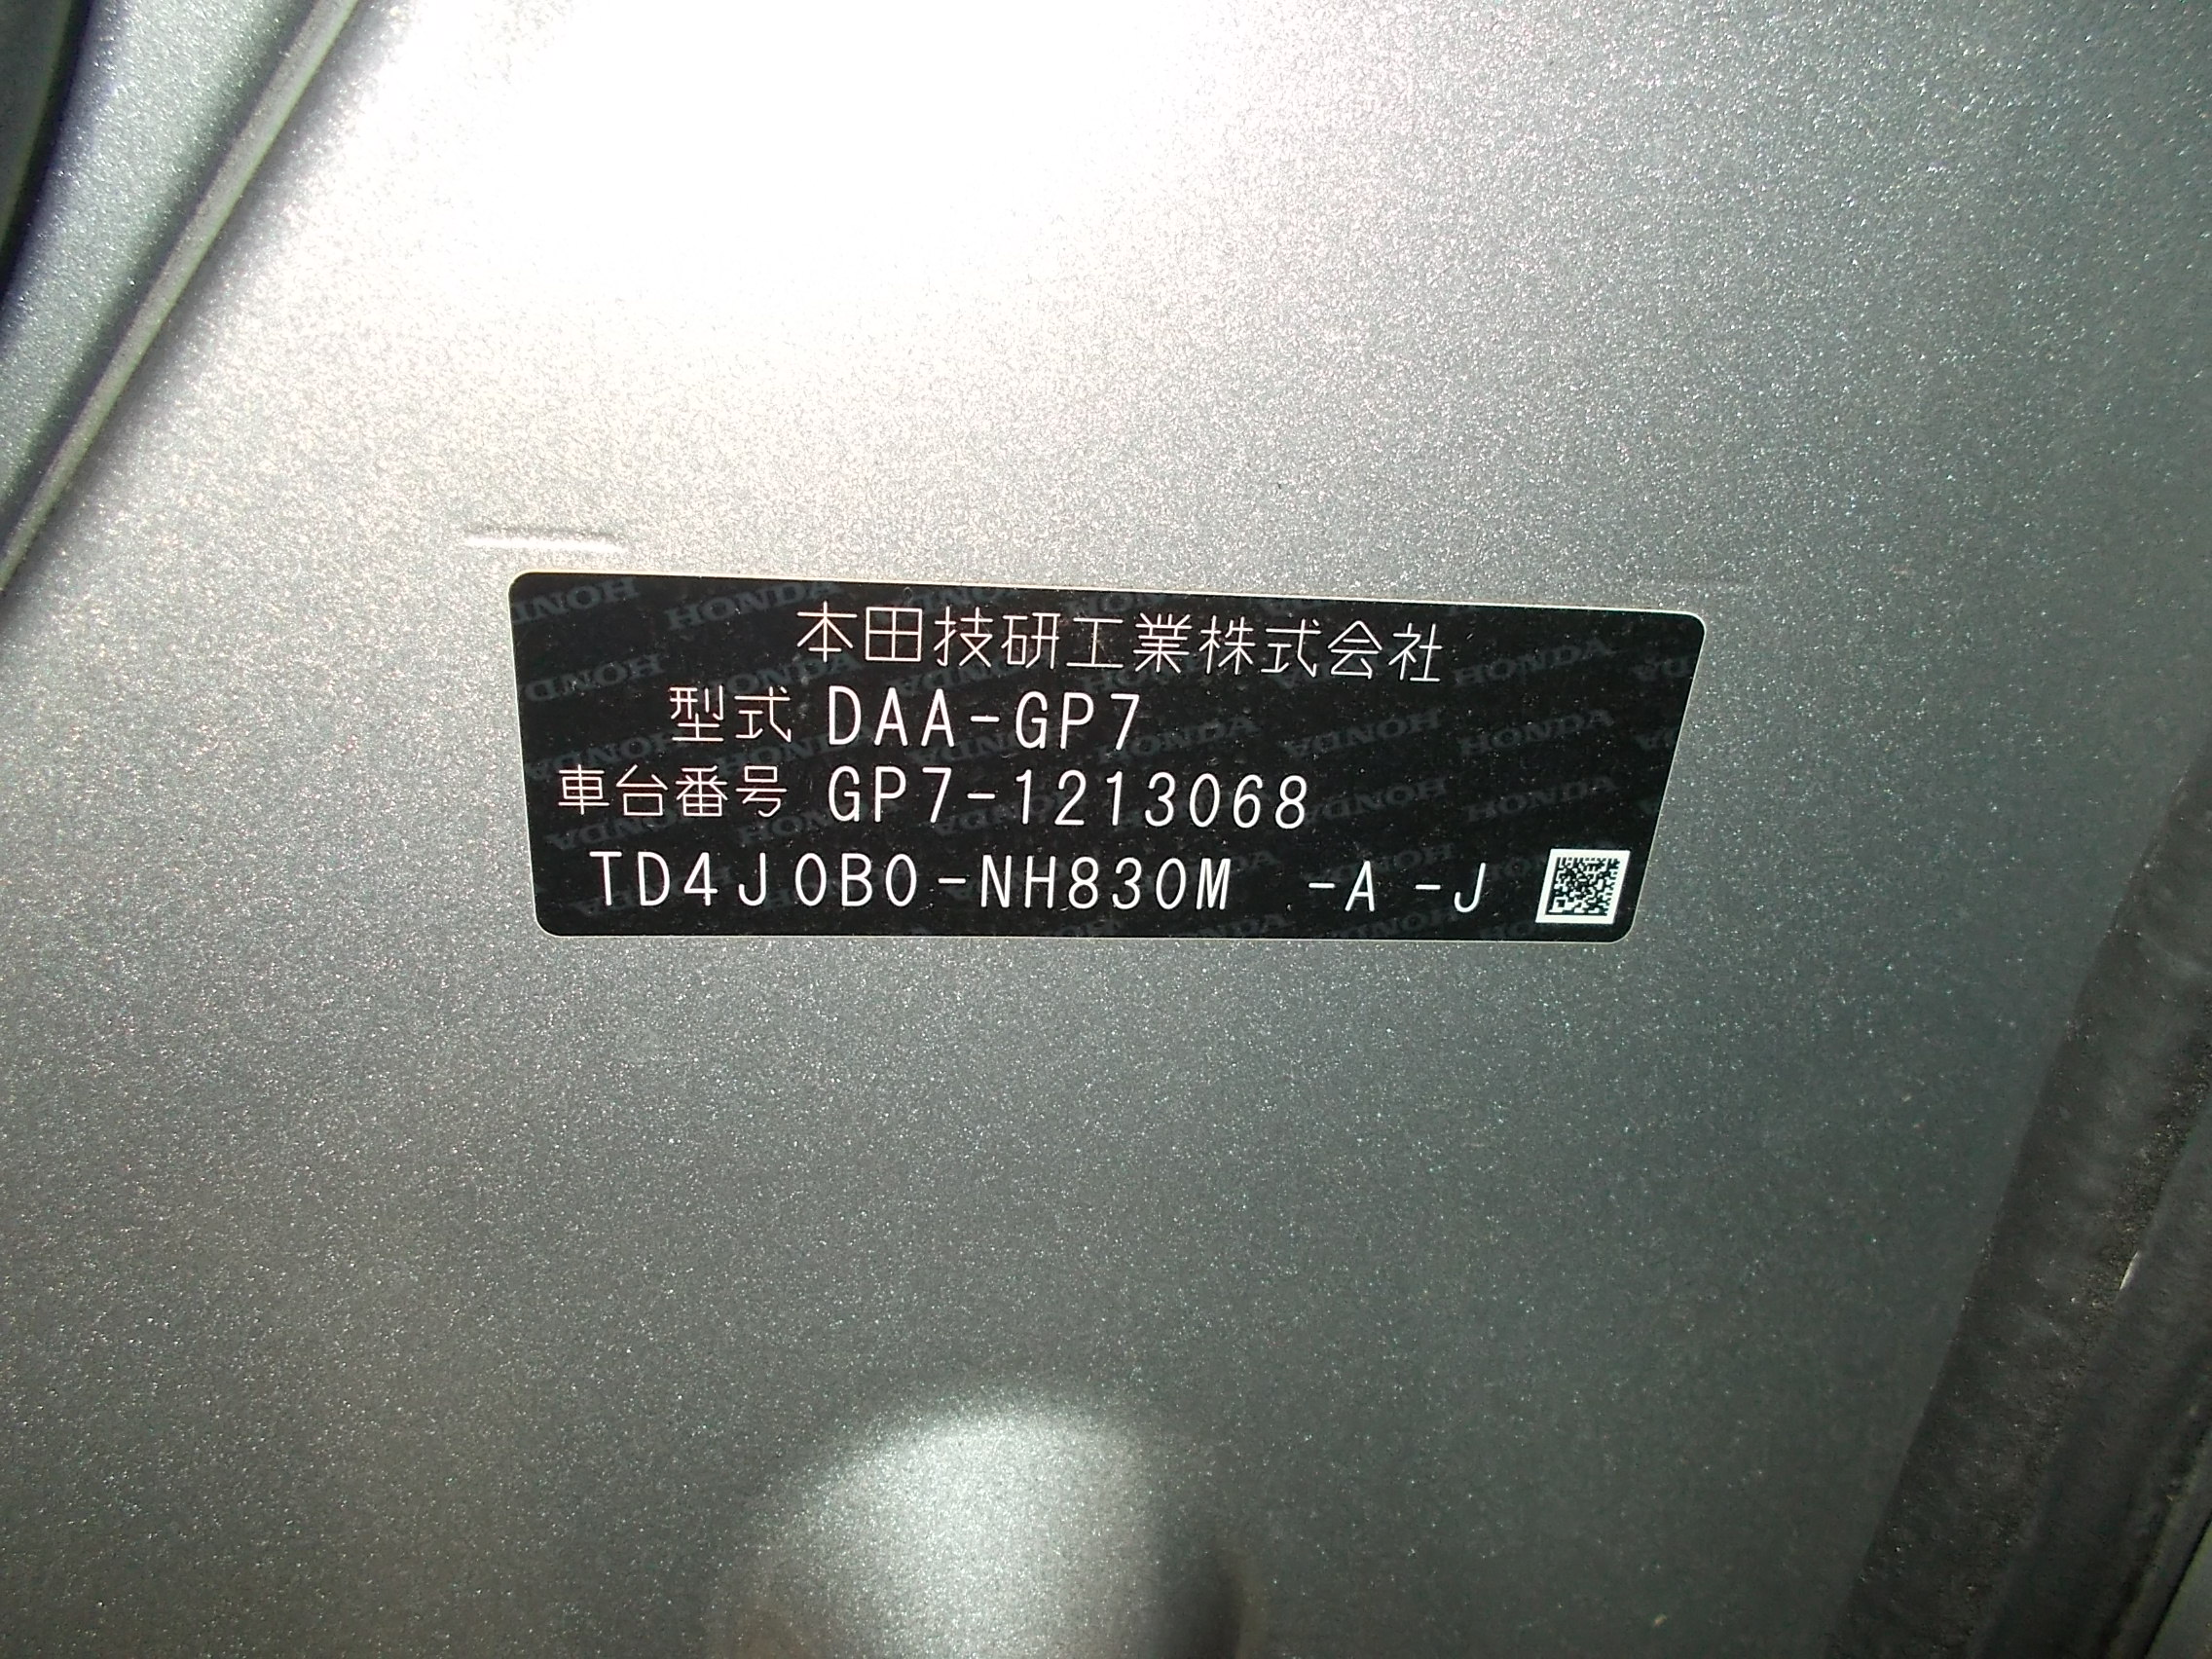 本田技研工業株式会社
型式 DAA-GP7
車台番号 GP7-1213068
TD4J0B0-NH830M -A -J